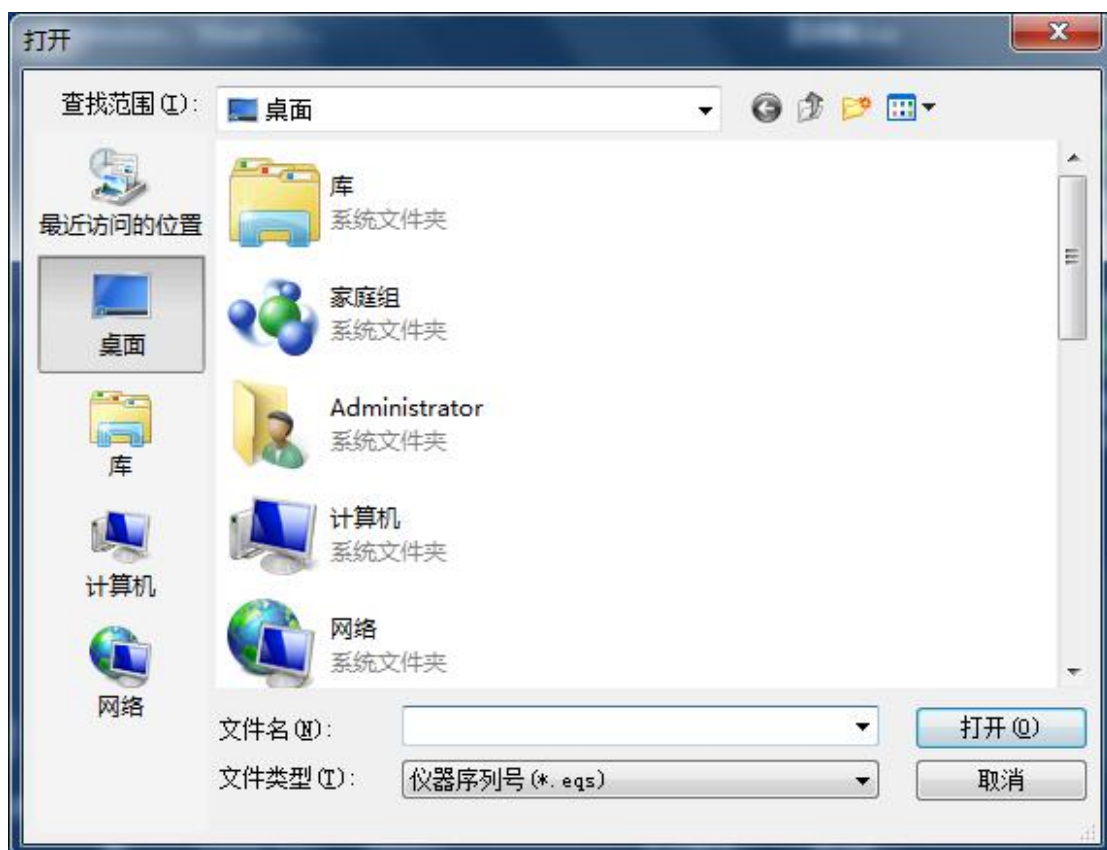 打开
查找范围(I):
桌面
最近访问的位置
桌面
库
计算机
网络
库
系统文件夹
家庭组
系统文件夹
Administrator
系统文件夹
计算机
系统文件夹
网络
系统文件夹
文件名(N):
打开(O)
文件类型(T):
仪器序列号(*.eqs)
取消